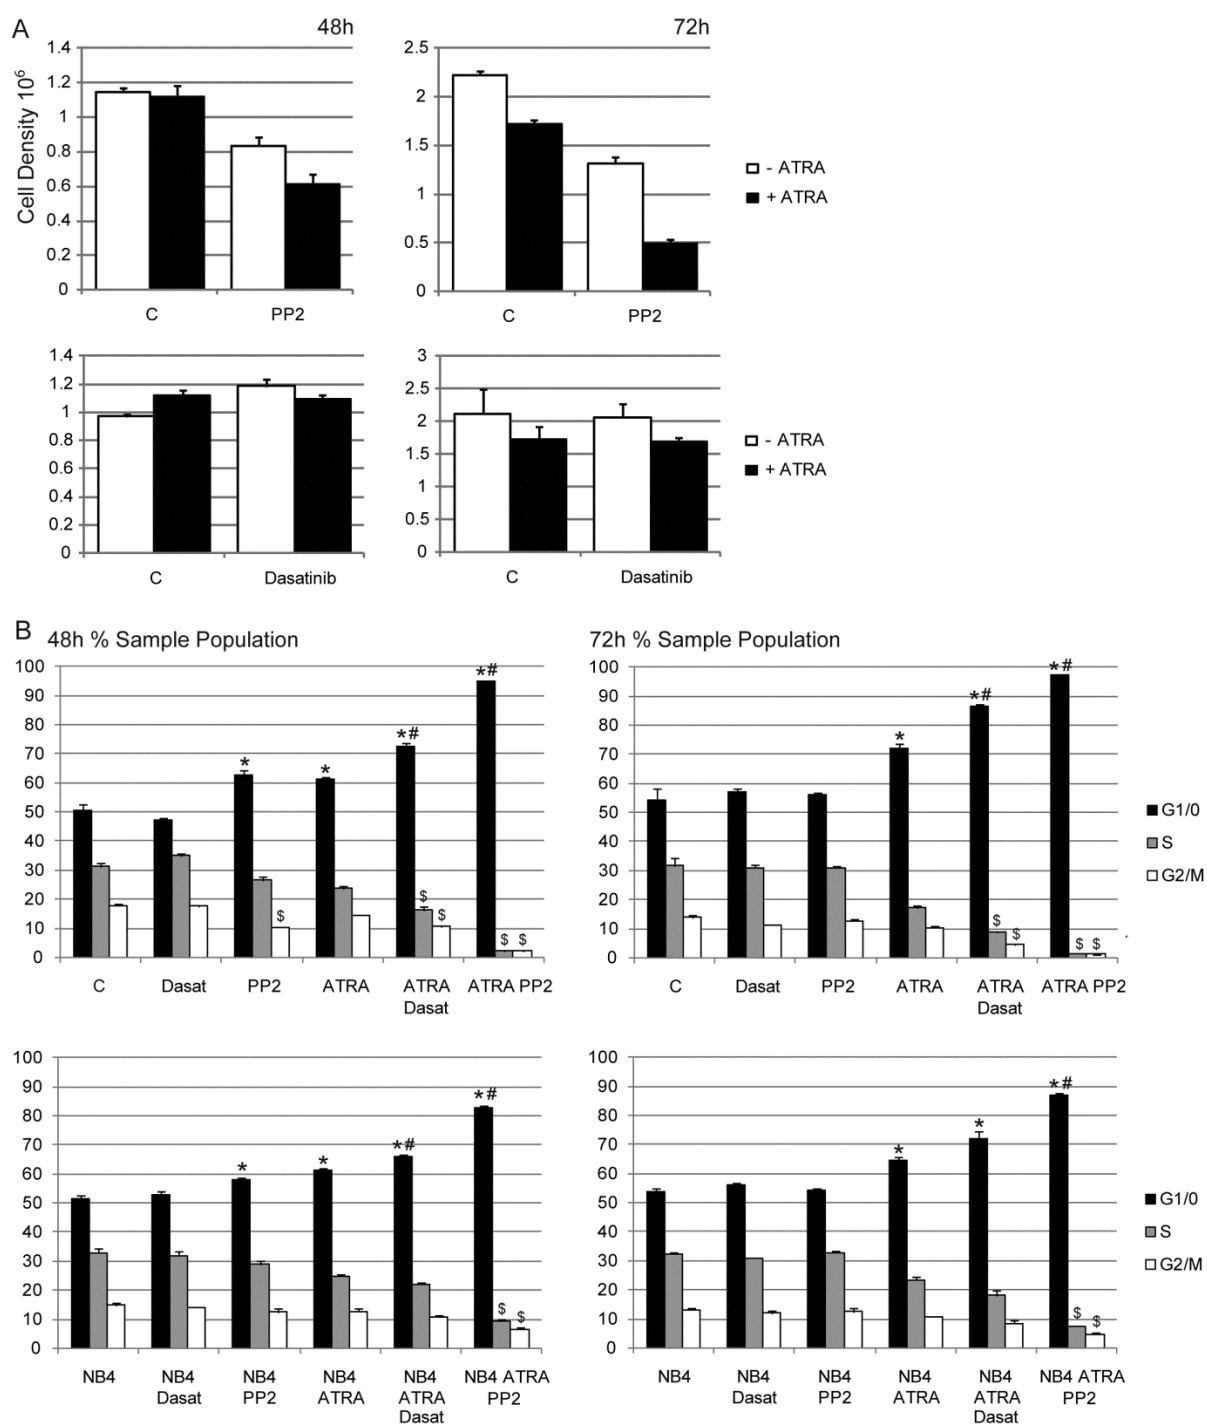 A
48h
72h
Cell Density 10⁶
1.4
1.2
1
0.8
0.6
0.4
0.2
0
C
PP2
2.5
2
1.5
1
0.5
0
C
PP2
- ATRA
+ ATRA
1.4
1.2
1
0.8
0.6
0.4
0.2
0
C
Dasatinib
3
2.5
2
1.5
1
0.5
0
C
Dasatinib
- ATRA
+ ATRA
B
48h % Sample Population
100
90
80
70
60
50
40
30
20
10
0
*
*
*#
*#
$
$
$
$ $
C
Dasat
PP2
ATRA
ATRA
Dasat
ATRA PP2
72h % Sample Population
100
90
80
70
60
50
40
30
20
10
0
*
*#
*#
$
$
$ $
C
Dasat
PP2
ATRA
ATRA
Dasat
ATRA PP2
G1/0
S
G2/M
100
90
80
70
60
50
40
30
20
10
0
*
*
*#
*#
$
$
NB4
NB4
Dasat
NB4
PP2
NB4
ATRA
NB4
ATRA
Dasat
NB4 ATRA
PP2
100
90
80
70
60
50
40
30
20
10
0
*
*
*#
$
$
NB4
NB4
Dasat
NB4
PP2
NB4
ATRA
NB4
ATRA
Dasat
NB4 ATRA
PP2
G1/0
S
G2/M